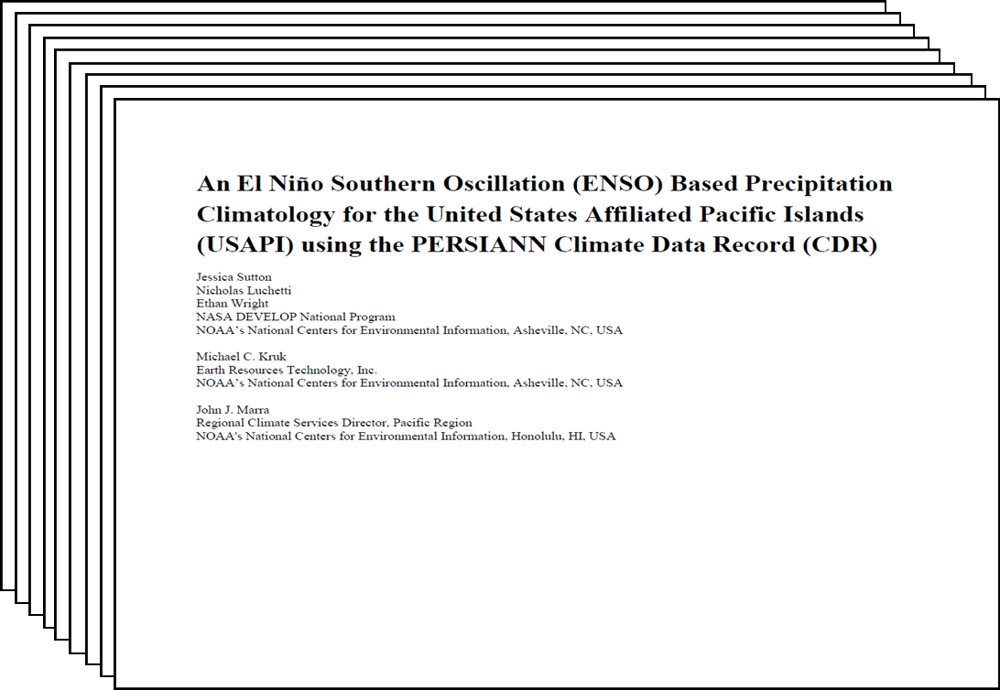 An El Niño Southern Oscillation (ENSO) Based Precipitation
Climatology for the United States Affiliated Pacific Islands
(USAPI) using the PERSIANN Climate Data Record (CDR)
Jessica Sutton
Nicholas Luchetti
Ethan Wright
NASA DEVELOP National Program
NOAA's National Centers for Environmental Information, Asheville, NC, USA
Michael C. Kruk
Earth Resources Technology, Inc.
NOAA's National Centers for Environmental Information, Asheville, NC, USA
John J. Marra
Regional Climate Services Director, Pacific Region
NOAA's National Centers for Environmental Information, Honolulu, HI, USA